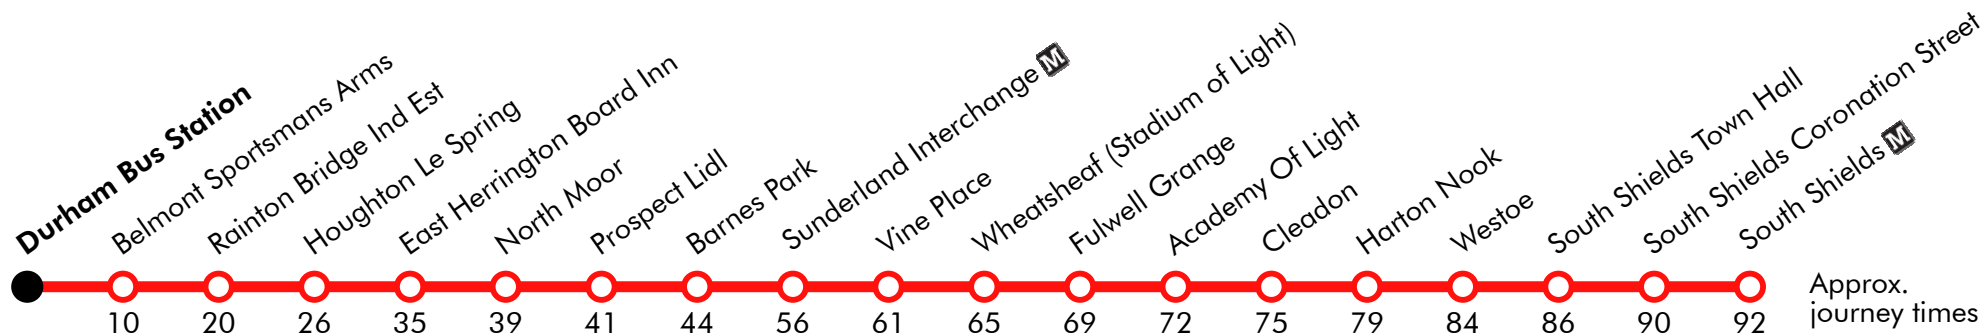 Durham Bus Station
Belmont Sportsmans Arms
Rainton Bridge Ind Est
Houghton Le Spring
East Herrington Board Inn
North Moor
Prospect Lidl
Barnes Park
Sunderland Interchange M
Vine Place
Wheatsheaf (Stadium of Light)
Fulwell Grange
Academy Of Light
Cleadon
Harton Nook
Westoe
South Shields Town Hall
South Shields Coronation Street
South Shields M
10 20 26 35 39 41 44 56 61 65 69 72 75 79 84 86 90 92
Approx.
journey times